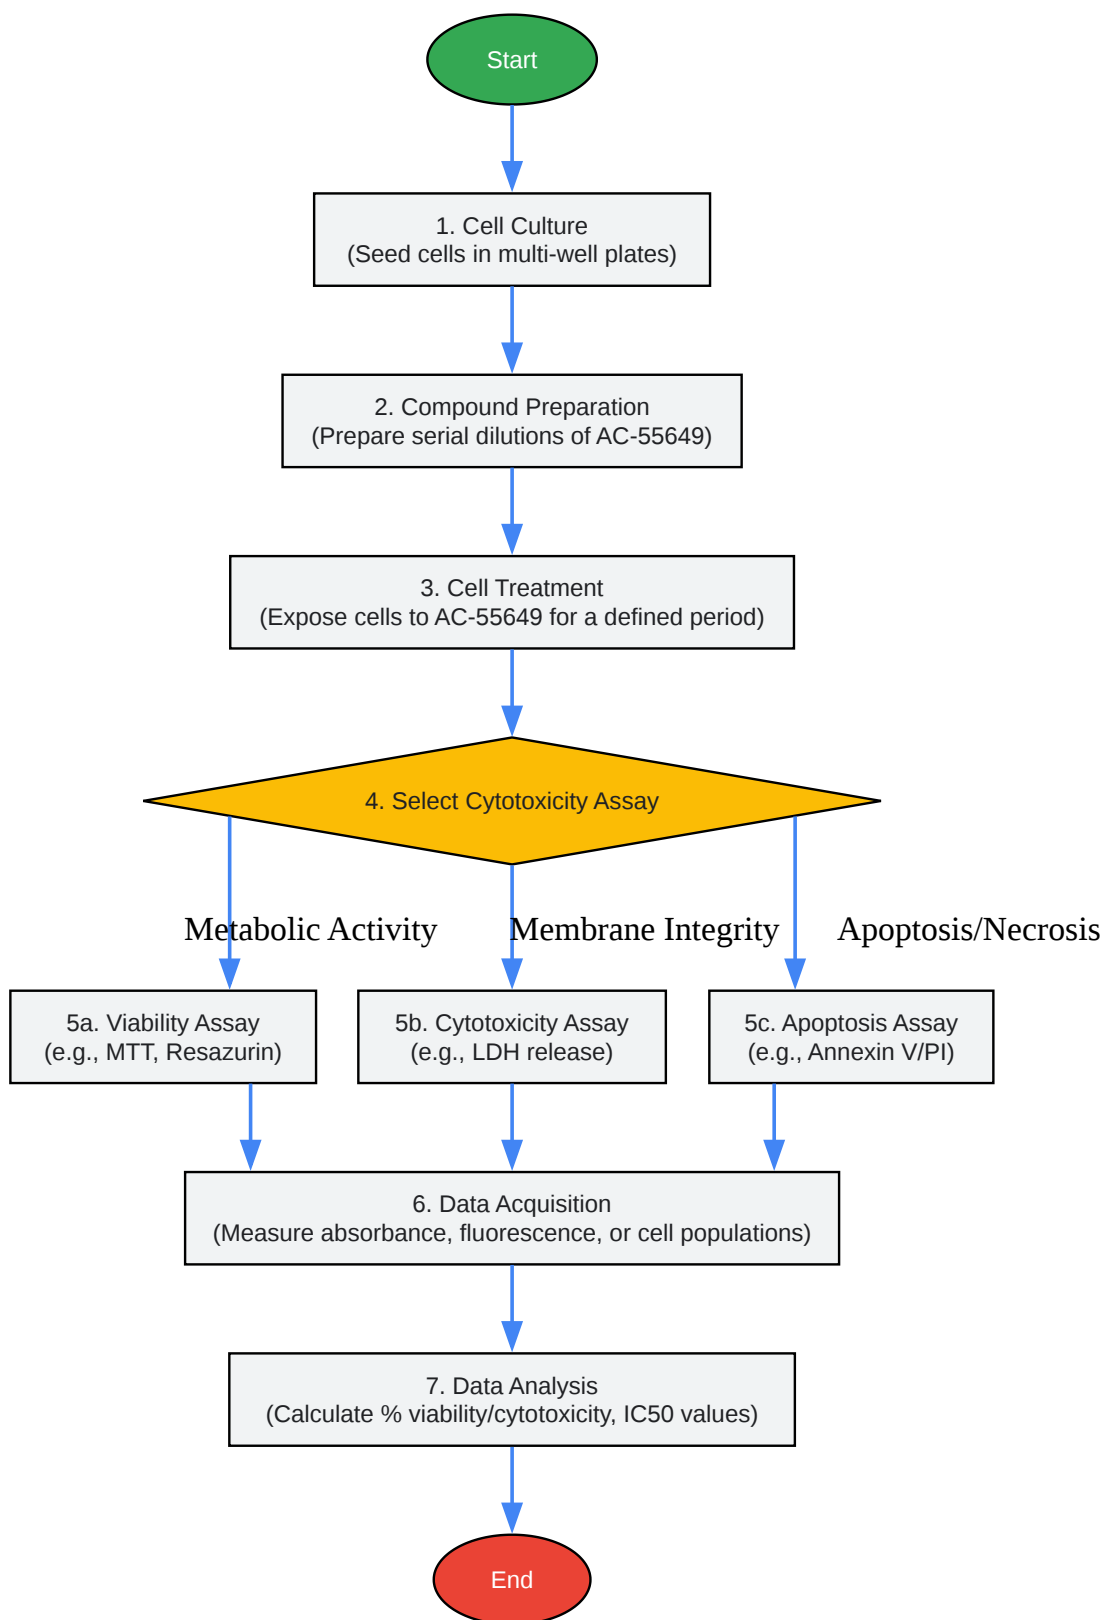 Start
1. Cell Culture
(Seed cells in multi-well plates)
2. Compound Preparation
(Prepare serial dilutions of AC-55649)
3. Cell Treatment
(Expose cells to AC-55649 for a defined period)
4. Select Cytotoxicity Assay
Metabolic Activity
Membrane Integrity
Apoptosis/Necrosis
5a. Viability Assay
(e.g., MTT, Resazurin)
5b. Cytotoxicity Assay
(e.g., LDH release)
5c. Apoptosis Assay
(e.g., Annexin V/PI)
6. Data Acquisition
(Measure absorbance, fluorescence, or cell populations)
7. Data Analysis
(Calculate % viability/cytotoxicity, IC50 values)
End